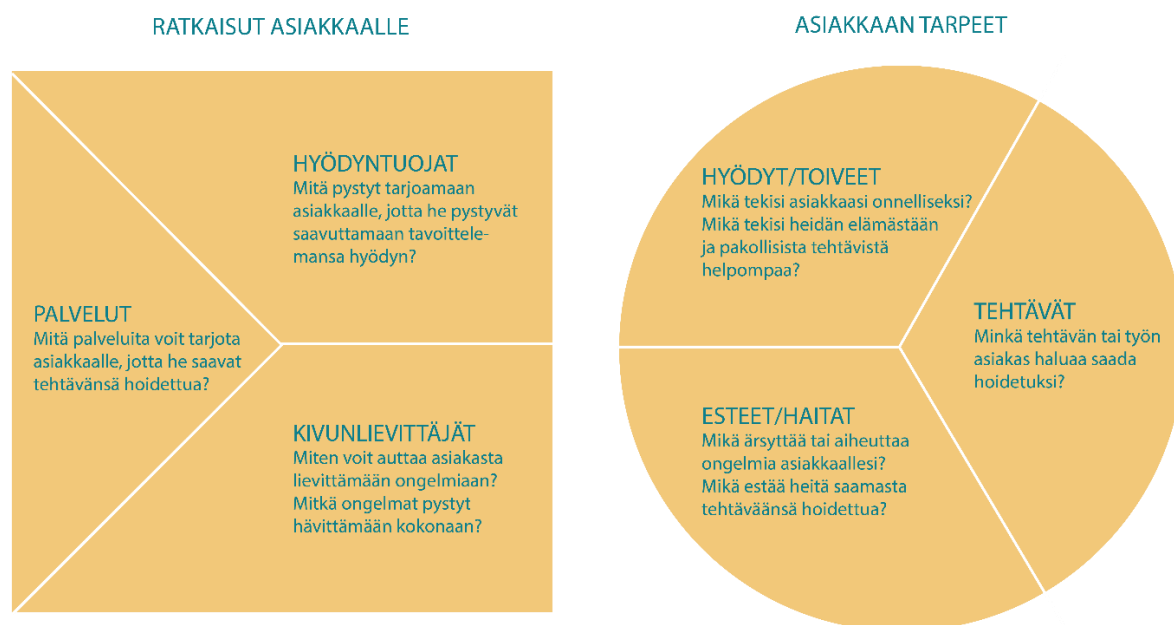 RATKAISUT ASIAKKAALLE
HYÖDYNTUOJAT
Mitä pystyt tarjoamaan
asiakkaalle, jotta he pystyvät
saavuttamaan tavoittele-
mansa hyödyn?
PALVELUT
Mitä palveluita voit tarjota
asiakkaalle, jotta he saavat
tehtävänsä hoidettua?
KIVUNLIEVITTÄJÄT
Miten voit auttaa asiakasta
lievittämään ongelmiaan?
Mitkä ongelmat pystyt
hävittämään kokonaan?
ASIAKKAAN TARPEET
HYÖDYT/TOIVEET
Mikä tekisi asiakkaasi onnelliseksi?
Mikä tekisi heidän elämästään
ja pakollisista tehtävistä
helpompaa?
TEHTÄVÄT
Minkä tehtävän tai työn
asiakas haluaa saada
hoidetuksi?
ESTEET/HAITAT
Mikä ärsyttää tai aiheuttaa
ongelmia asiakkaallesi?
Mikä estää heitä saamasta
tehtäväänsä hoidettua?